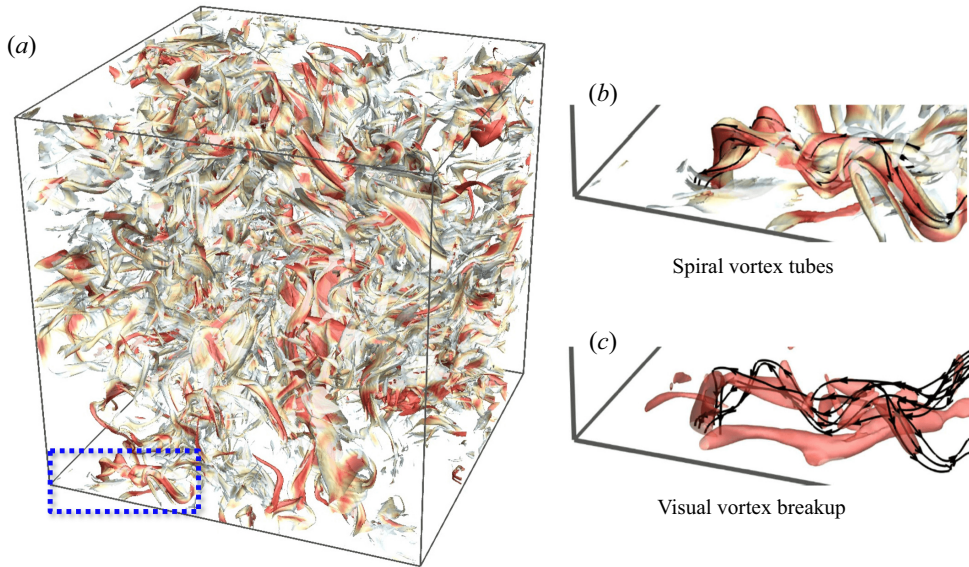 (a)
(b)
Spiral vortex tubes
(c)
Visual vortex breakup